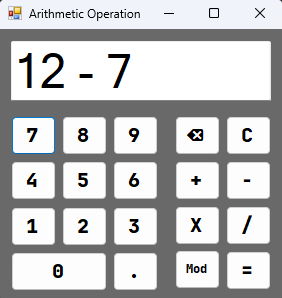 Arithmetic Operation
12 - 7
7 8 9 C
4 5 6 + -
1 2 3 X /
0 . Mod =